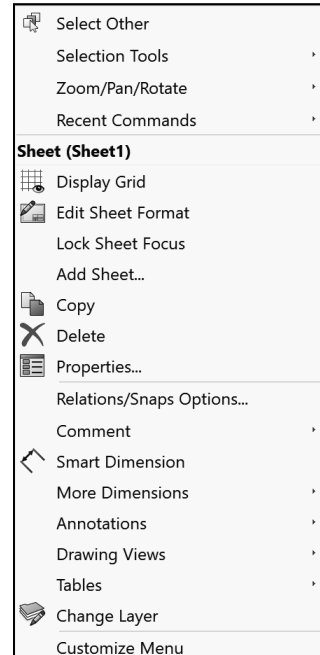 Select Other
Selection Tools
Zoom/Pan/Rotate
Recent Commands
Sheet (Sheet1)
Display Grid
Edit Sheet Format
Lock Sheet Focus
Add Sheet...
Copy
Delete
Properties...
Relations/Snaps Options...
Comment
Smart Dimension
More Dimensions
Annotations
Drawing Views
Tables
Change Layer
Customize Menu